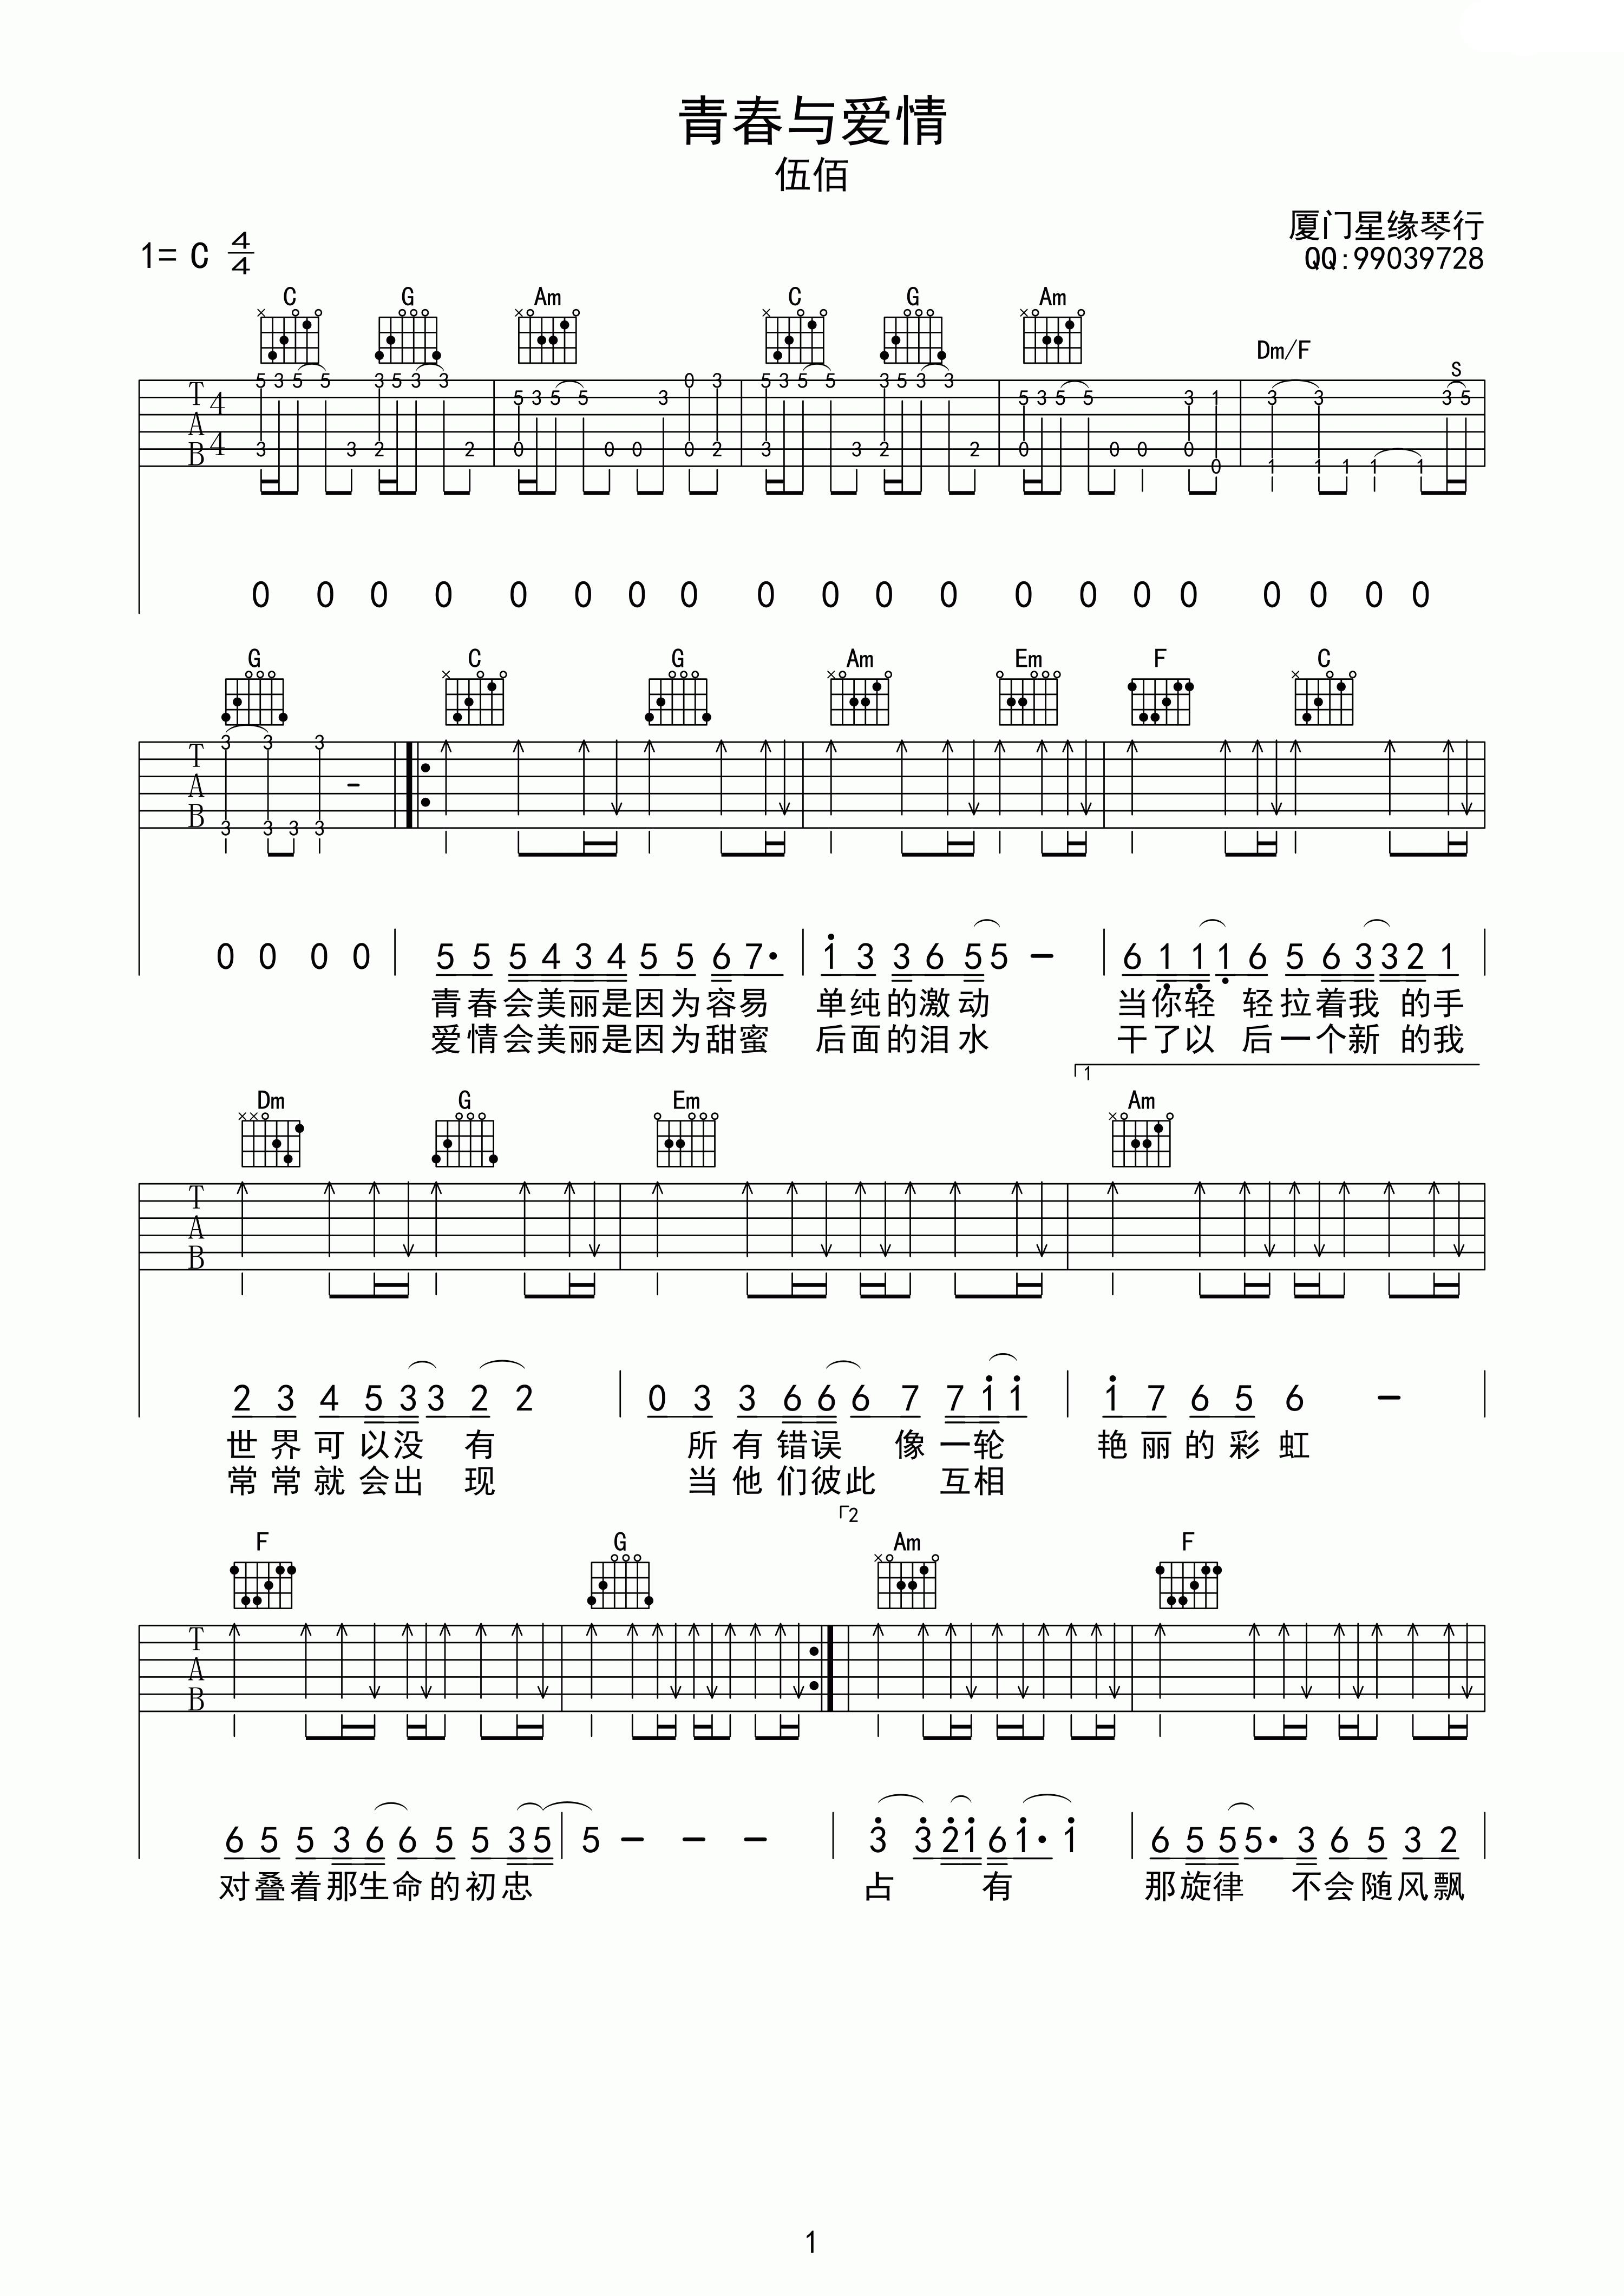 青春与爱情
伍佰
厦门星缘琴行
1= C 4/4
QQ:99039728
C G Am C G Am Dm/F
S
T 5 3 5 5 3 5 3 3 0 3 5 3 5 5 3 5 3 3
4 5 3 5 5 3 5 3 5 5 3 1 3 3 3 5
A
4 3 3 2 2 0 0 0 0 2 3 3 2 2 0 0 0 0
B 0 1 1 1 1 1
0 0 0 0 0 0 0 0 0 0 0 0 0 0 0 0 0 0 0 0
G C G Am Em F C
T 3 3 3
A -
B 3 3 3 3
0 0 0 0 5 5 5 4 3 4 5 5 6 7· 1 3 3 6 5 5 - 6 1 1 1 6 5 6 3 3 2 1
青春会美丽是因为容易 单纯的激动 当你轻 轻拉着我 的手
爱情会美丽是因为甜蜜 后面的泪水 干了以 后一个新 的我
1
Dm G Em Am
T
A
B
2 3 4 5 3 3 2 2 0 3 3 6 6 6 7 7 1 1 1 7 6 5 6 -
世界可以没 有 所有错误 像一轮 艳丽的彩虹
常常就会出 现 当他们彼此 互相
2
F G Am F
T
A
B
6 5 5 3 6 6 5 5 3 5 5 - - - 3 3 2 1 6 1· 1 6 5 5 5· 3 6 5 3 2
对叠着那生命的初忠 占 有 那旋律 不会随风飘
1